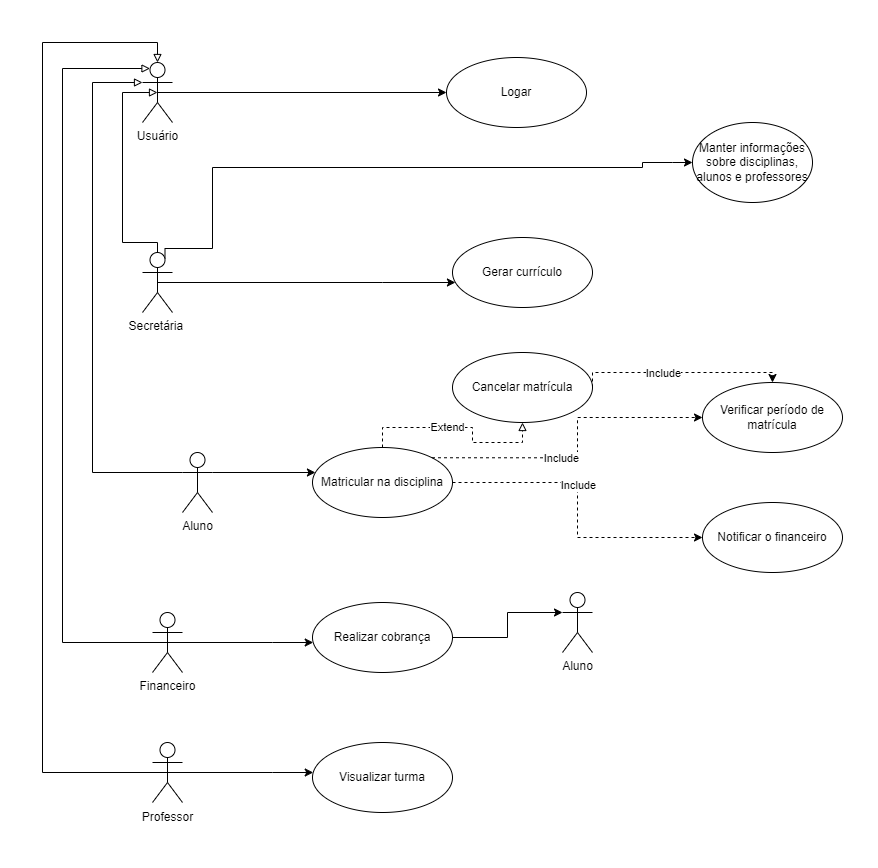 Logar
Usuário
Manter informações
sobre disciplinas,
alunos e professores
Gerar currículo
Secretária
Include
Cancelar matrícula
Verificar período de
matrícula
Extend
Include
Matricular na disciplina
Include
Aluno
Notificar o financeiro
Realizar cobrança
Aluno
Financeiro
Visualizar turma
Professor